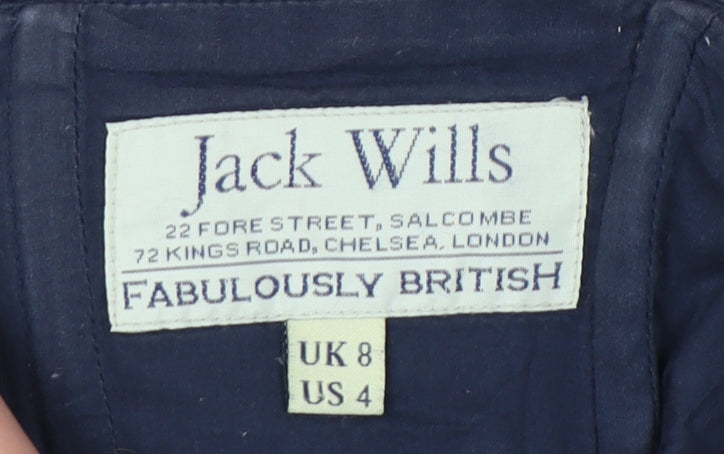 Jack Wills
22 FORE STREET, SALCOMBE
72 KINGS ROAD, CHELSEA, LONDON
FABULOUSLY BRITISH
UK 8
US 4